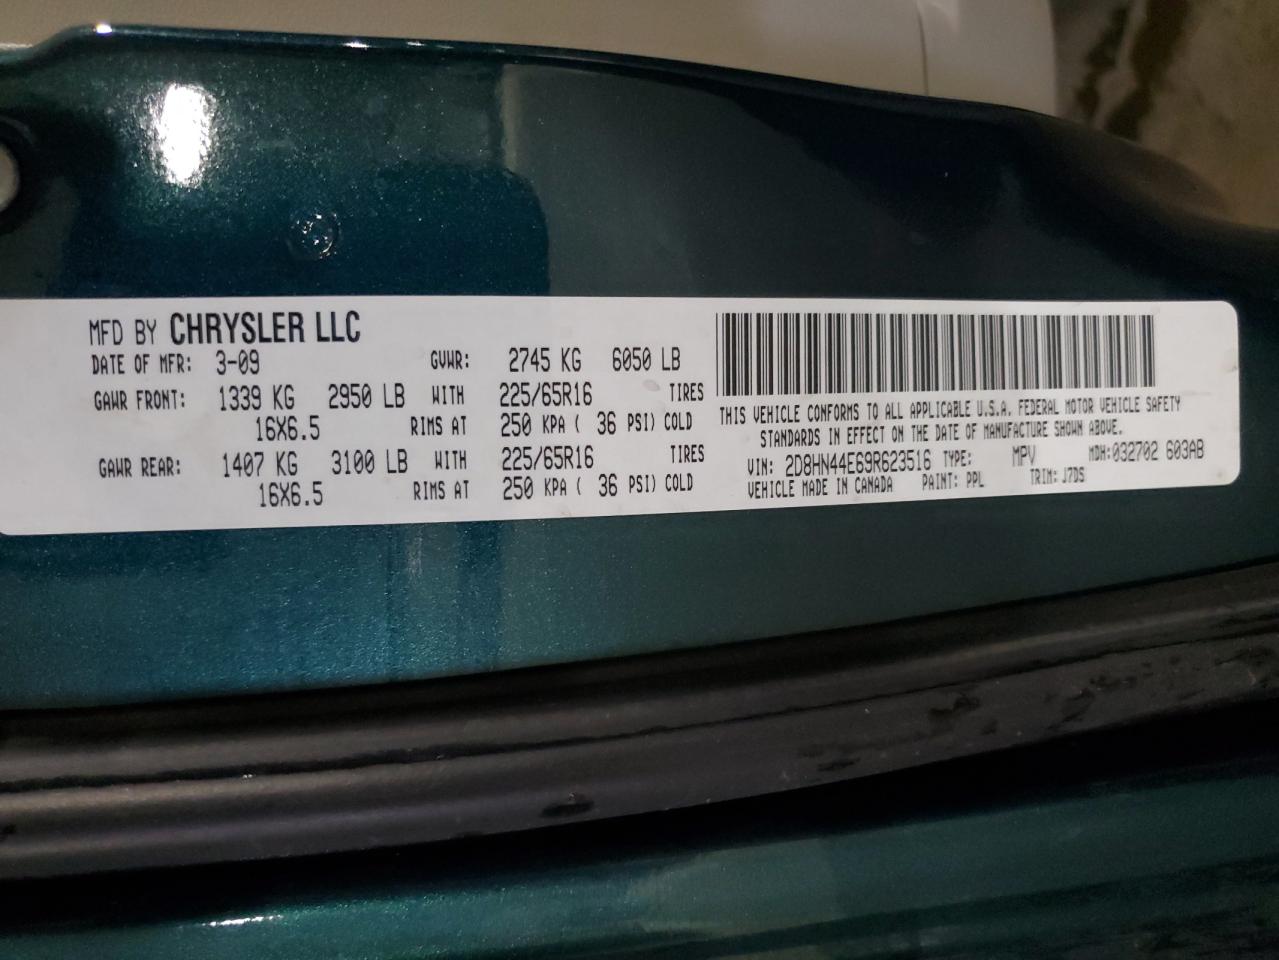 MFD BY CHRYSLER LLC
DATE OF MFR: 3-09 GVWR: 2745 KG 6050 LB
GAWR FRONT: 1339 KG 2950 LB WITH 225/65R16 TIRES
16X6.5 RIMS AT 250 KPA ( 36 PSI) COLD
GAWR REAR: 1407 KG 3100 LB WITH 225/65R16 TIRES
16X6.5 RIMS AT 250 KPA ( 36 PSI) COLD
THIS VEHICLE CONFORMS TO ALL APPLICABLE U.S.A. FEDERAL MOTOR VEHICLE SAFETY
STANDARDS IN EFFECT ON THE DATE OF MANUFACTURE SHOWN ABOVE.
VIN: 2D8HN44E69R623516 TYPE: MPV MDH:032702 603AB
VEHICLE MADE IN CANADA PAINT: PPL TRIM: J7DS